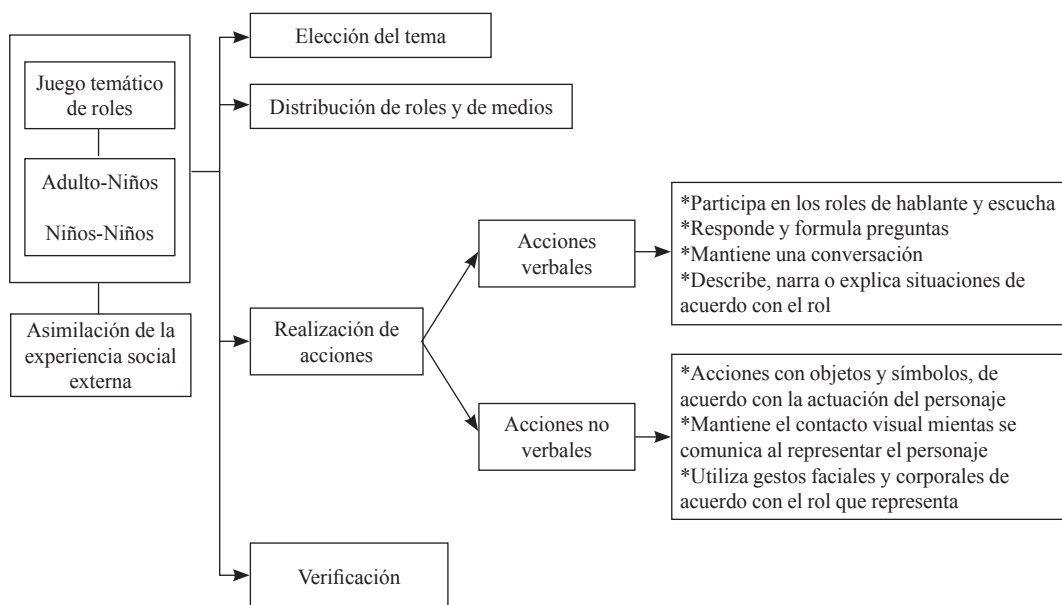 Juego temático
de roles
Adulto-Niños
Niños-Niños
Asimilación de la
experiencia social
externa
Elección del tema
Distribución de roles y de medios
Realización de
acciones
Acciones
verbales
*Participa en los roles de hablante y escucha
*Responde y formula preguntas
*Mantiene una conversación
*Describe, narra o explica situaciones de
acuerdo con el rol
Acciones no
verbales
*Acciones con objetos y símbolos, de
acuerdo con la actuación del personaje
*Mantiene el contacto visual mientas se
comunica al representar el personaje
*Utiliza gestos faciales y corporales de
acuerdo con el rol que representa
Verificación